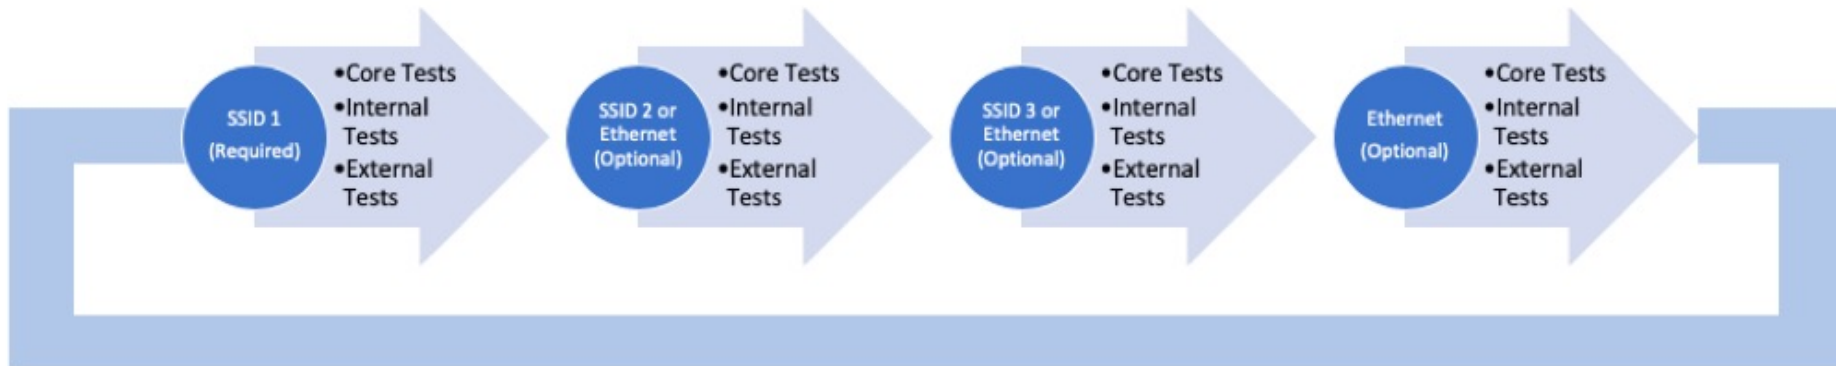 SSID 1
(Required)
•Core Tests
•Internal
Tests
•External
Tests
SSID 2 or
Ethernet
(Optional)
•Core Tests
•Internal
Tests
•External
Tests
SSID 3 or
Ethernet
(Optional)
•Core Tests
•Internal
Tests
•External
Tests
Ethernet
(Optional)
•Core Tests
•Internal
Tests
•External
Tests